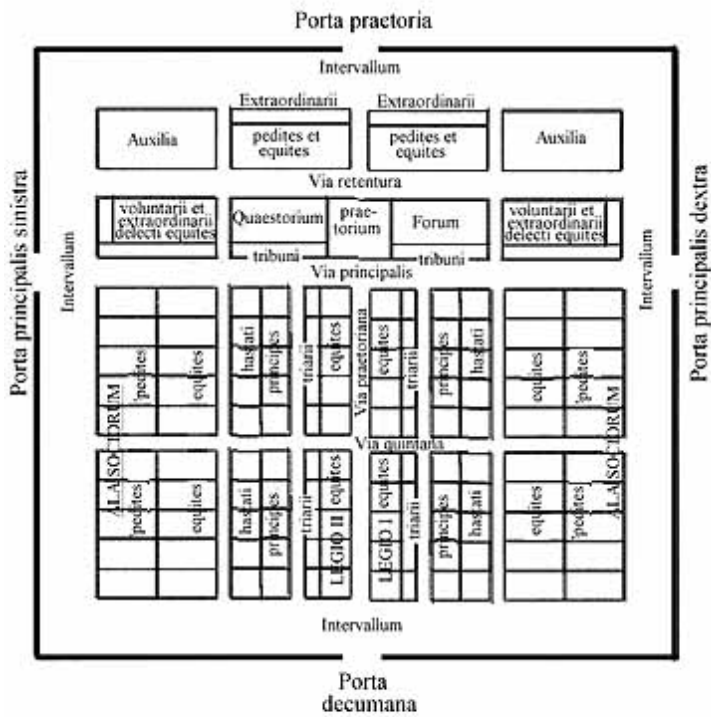 Porta praetoria
Intervallum
Extraordinarii
Extraordinarii
Auxilia
pedites et
equites
pedites et
equites
Auxilia
Via retentura
voluntarii et
extraordinarii
delecti equites
Quaestorium
prae-
torium
Forum
voluntarii et
extraordinarii
delecti equites
tribuni
tribuni
Via principalis
Porta principalis sinistra
Intervallum
Intervallum
Porta principalis dextra
ALA SOCIORUM
pedites
equites
hastati
principes
triarii
equites
Via praetoriana
equites
triarii
principes
hastati
equites
pedites
ALA SOCIORUM
Via quintana
pedites
equites
hastati
principes
triarii
equites
LEGIO II
equites
LEGIO I
triarii
principes
hastati
equites
pedites
Intervallum
Porta
decumana